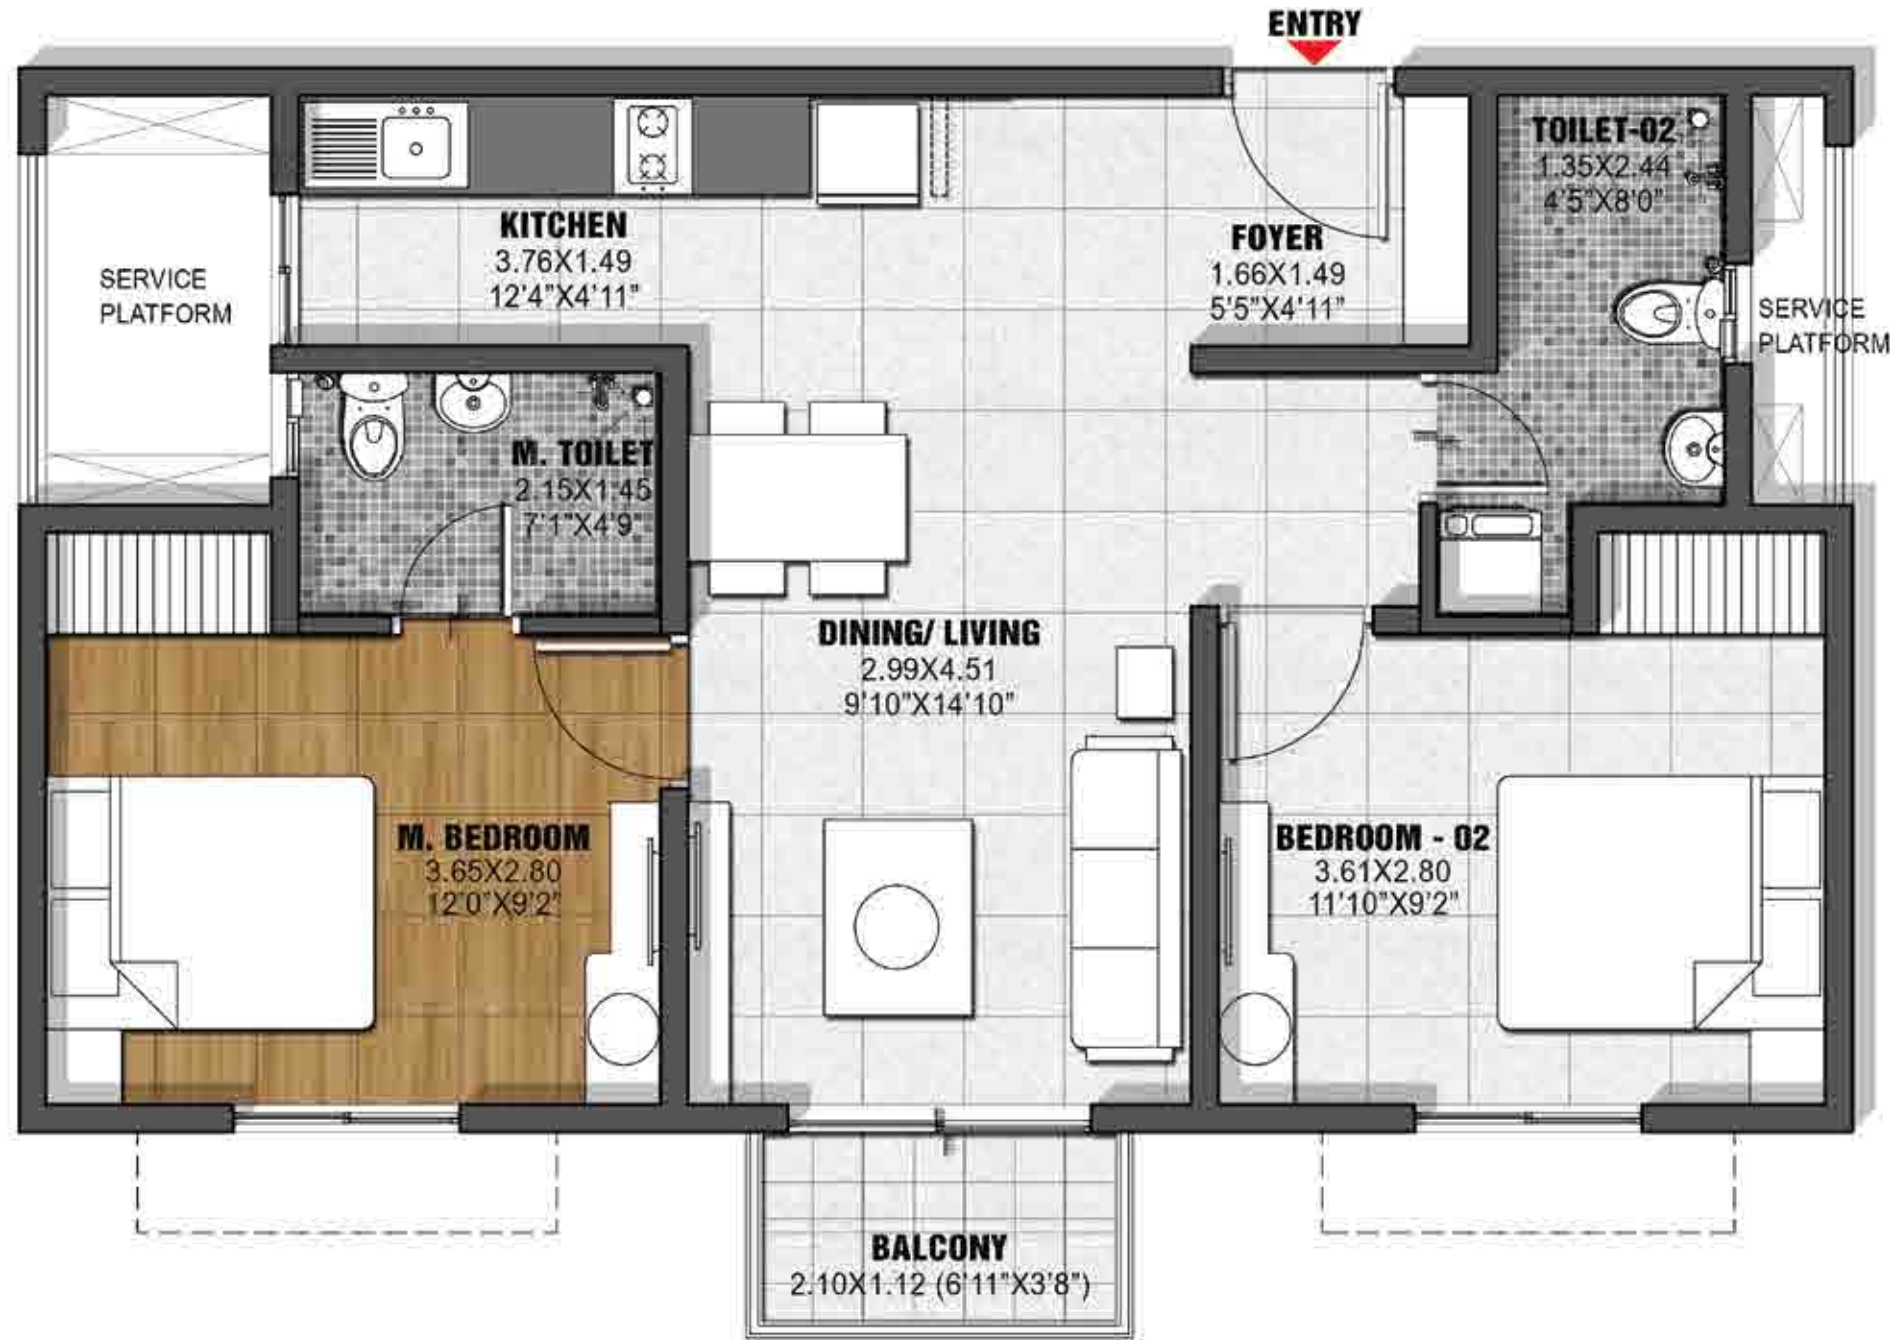 ENTRY
TOILET-02
1.35X2.44
4'5"X8'0"
KITCHEN
3.76X1.49
12'4"X4'11"
FOYER
1.66X1.49
5'5"X4'11"
SERVICE
PLATFORM
SERVICE
PLATFORM
M. TOILET
2.15X1.45
7'1"X4'9"
DINING/ LIVING
2.99X4.51
9'10"X14'10"
M. BEDROOM
3.65X2.80
12'0"X9'2"
BEDROOM - 02
3.61X2.80
11'10"X9'2"
BALCONY
2.10X1.12 (6'11"X3'8")